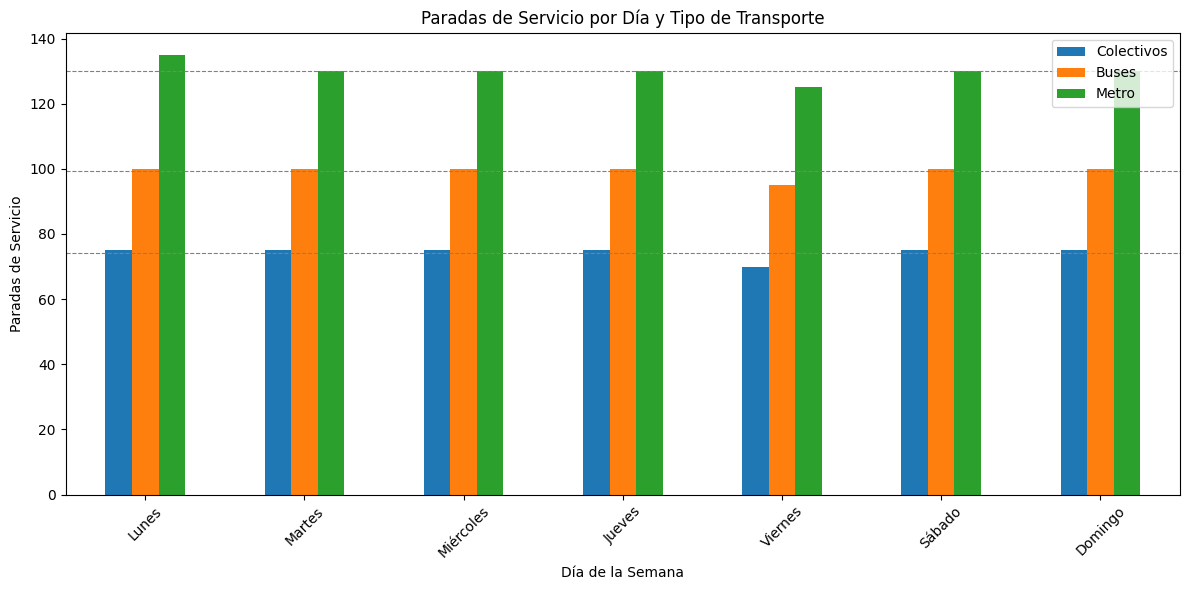 Paradas de Servicio por Día y Tipo de Transporte
Paradas de Servicio
140
120
100
80
60
40
20
0
Colectivos
Buses
Metro
Lunes
Martes
Miércoles
Jueves
Viernes
Sábado
Domingo
Día de la Semana